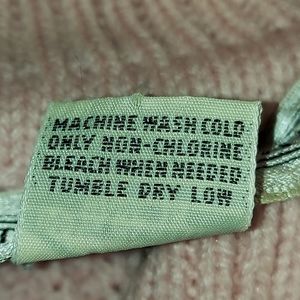 MACHINE WASH COLD
ONLY NON-CHLORINE
BLEACH WHEN NEEDED
TUMBLE DRY LOW